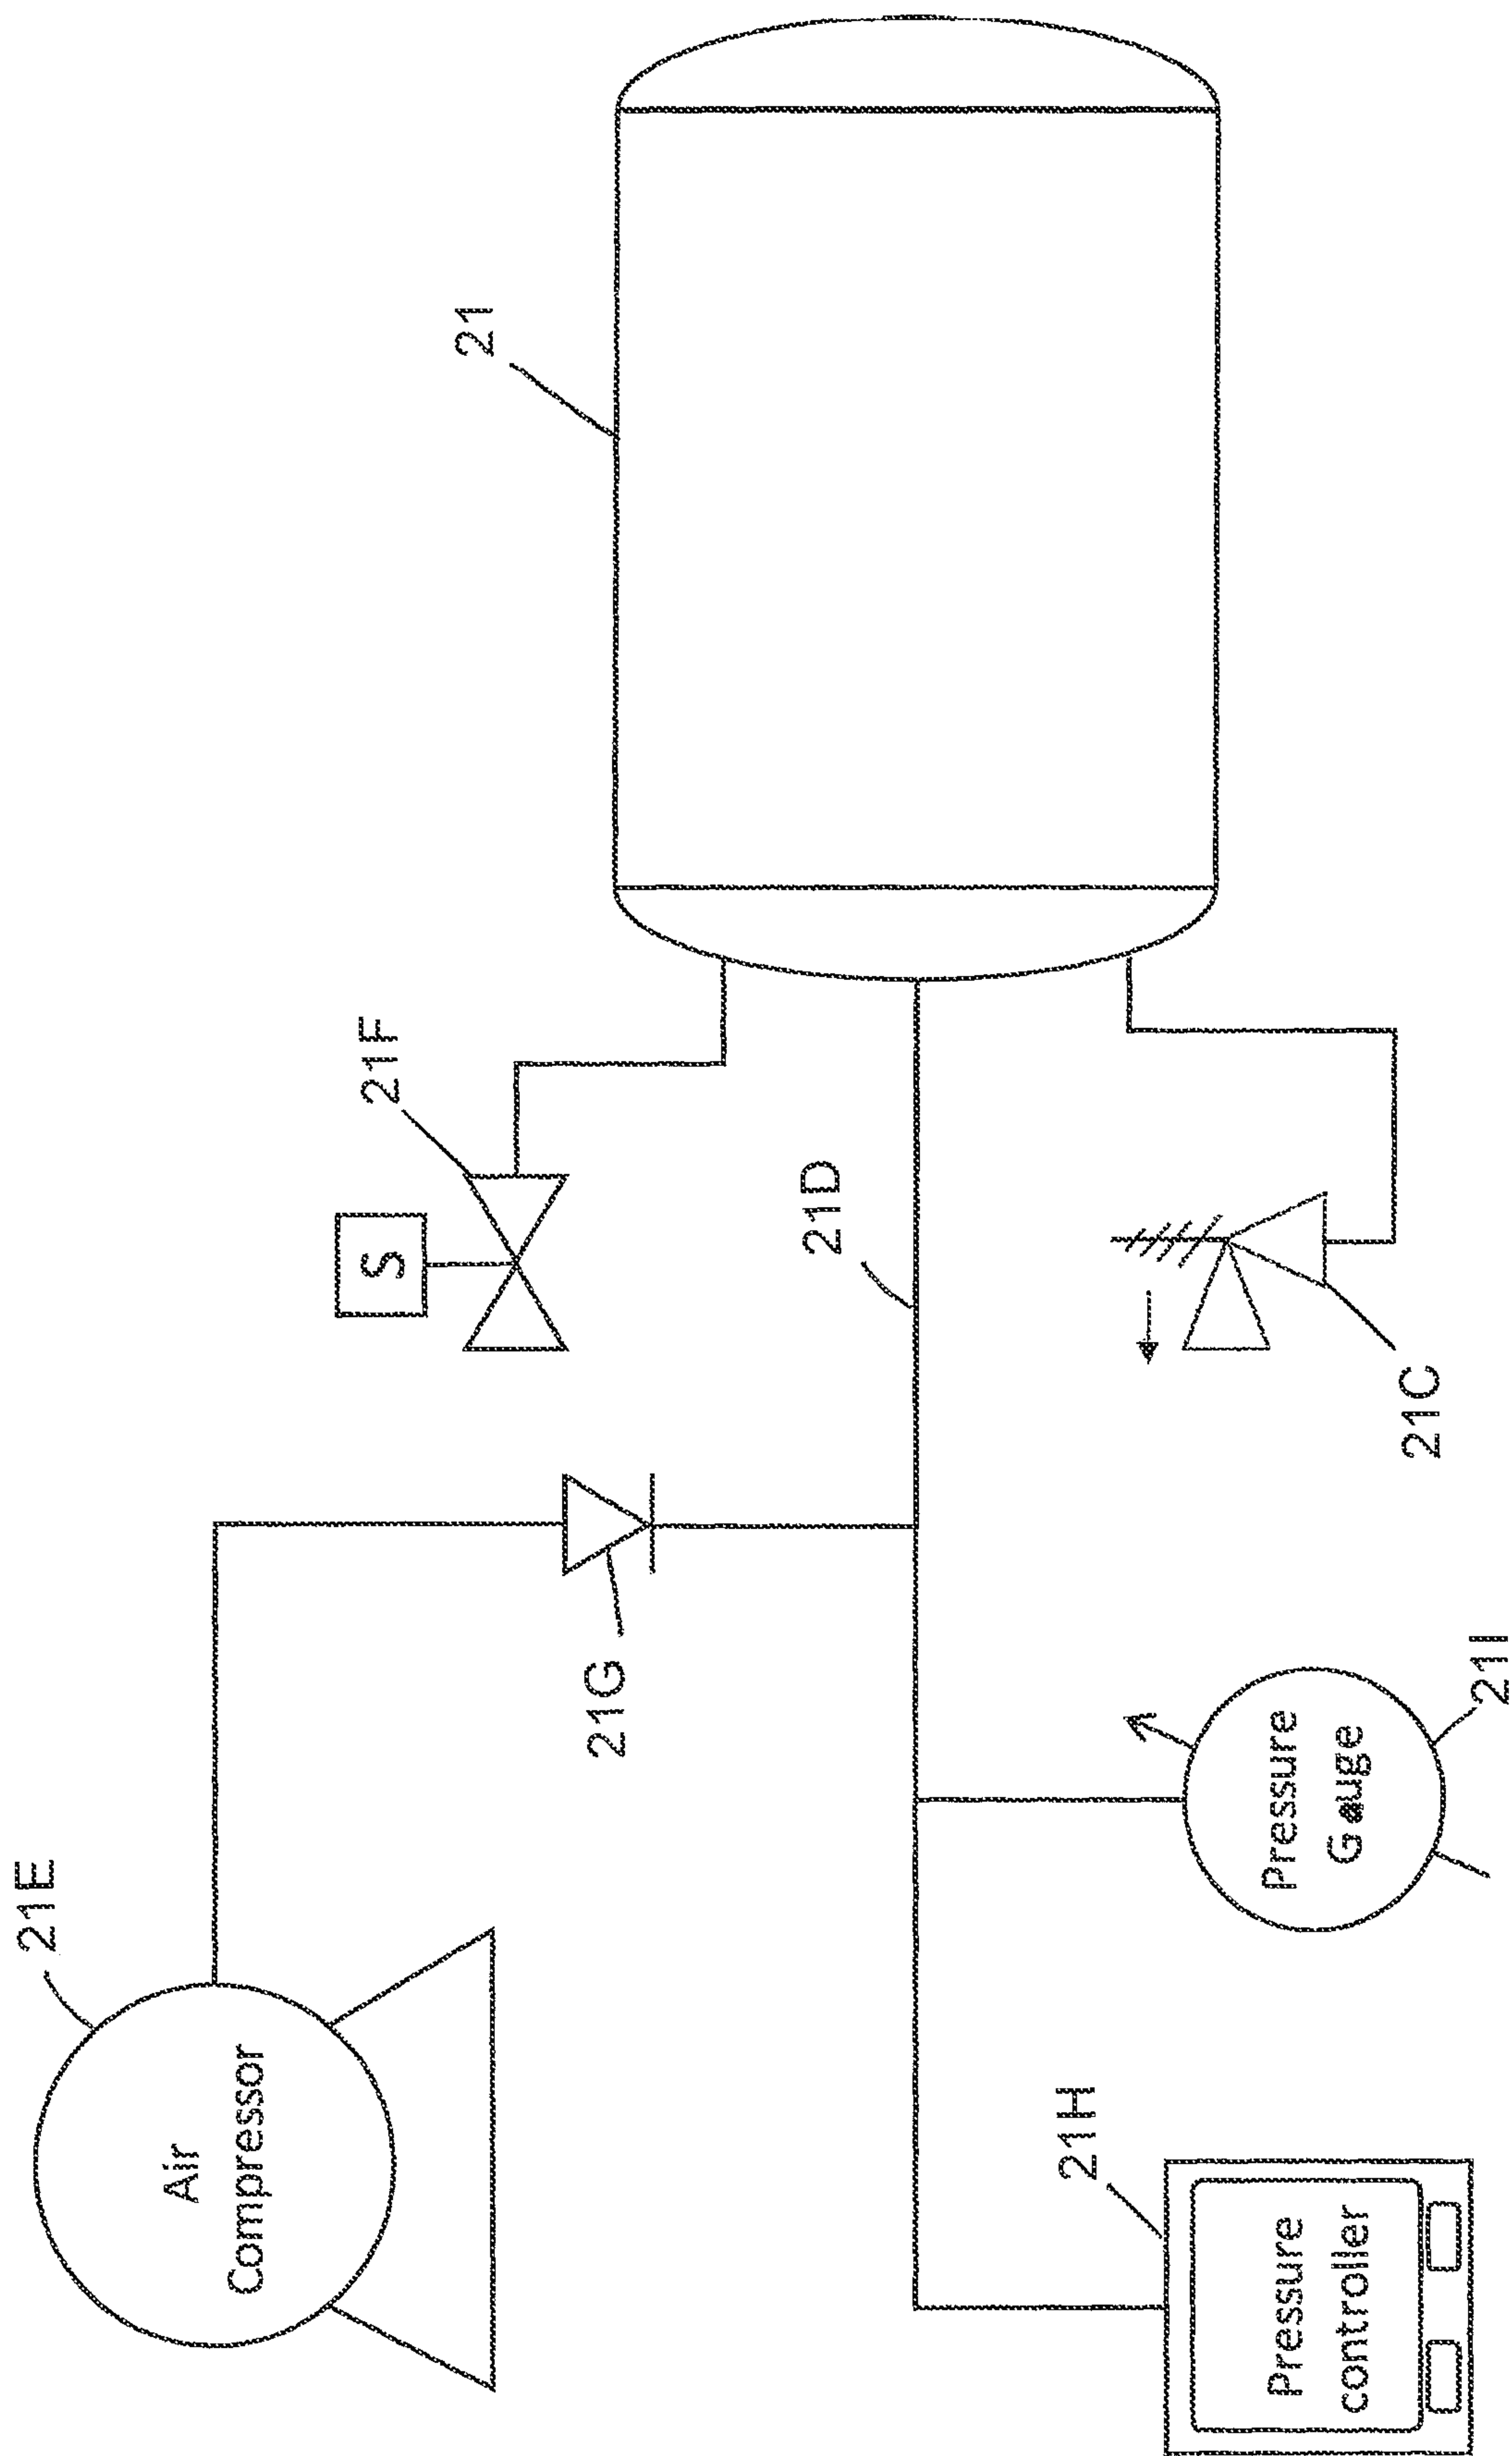 21E
Air
Compressor
21G
S
21F
21
21D
21H
Pressure
controller
Pressure
Gauge
21I
21C